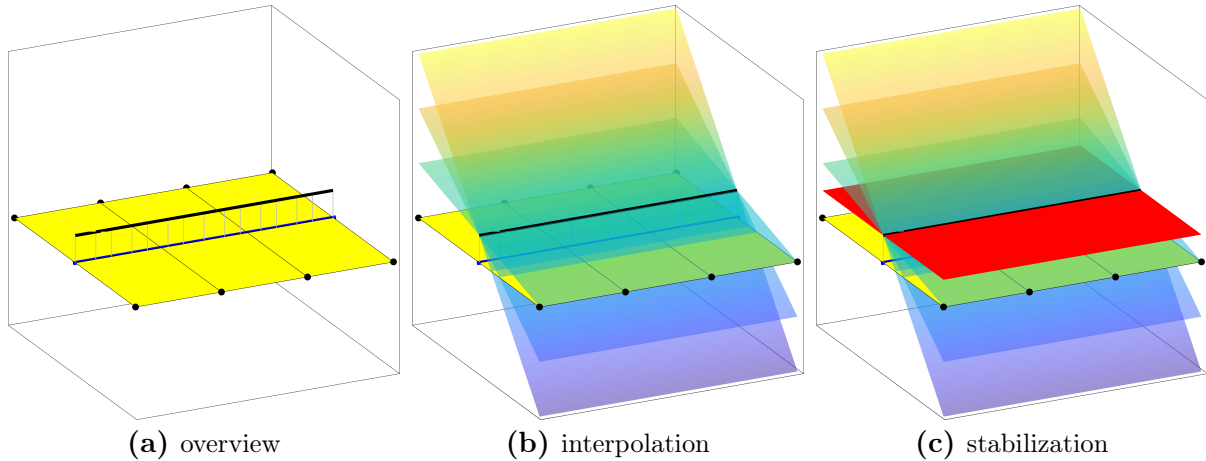 (a) overview
(b) interpolation
(c) stabilization